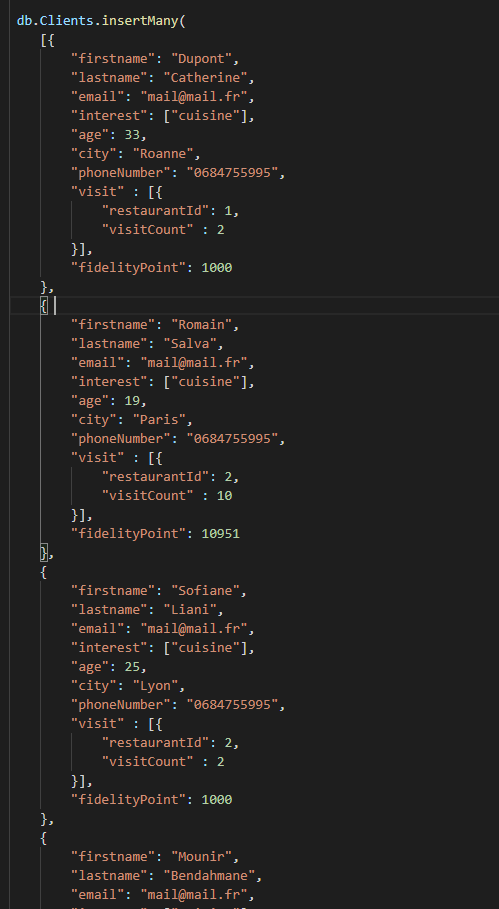 db.Clients.insertMany(
[{
"firstname": "Dupont",
"lastname": "Catherine",
"email": "mail@mail.fr",
"interest": ["cuisine"],
"age": 33,
"city": "Roanne",
"phoneNumber": "0684755995",
"visit" : [{
"restaurantId": 1,
"visitCount" : 2
}],
"fidelityPoint": 1000
},
{
"firstname": "Romain",
"lastname": "Salva",
"email": "mail@mail.fr",
"interest": ["cuisine"],
"age": 19,
"city": "Paris",
"phoneNumber": "0684755995",
"visit" : [{
"restaurantId": 2,
"visitCount" : 10
}],
"fidelityPoint": 10951
},
{
"firstname": "Sofiane",
"lastname": "Liani",
"email": "mail@mail.fr",
"interest": ["cuisine"],
"age": 25,
"city": "Lyon",
"phoneNumber": "0684755995",
"visit" : [{
"restaurantId": 2,
"visitCount" : 2
}],
"fidelityPoint": 1000
},
{
"firstname": "Mounir",
"lastname": "Bendahmane",
"email": "mail@mail.fr",